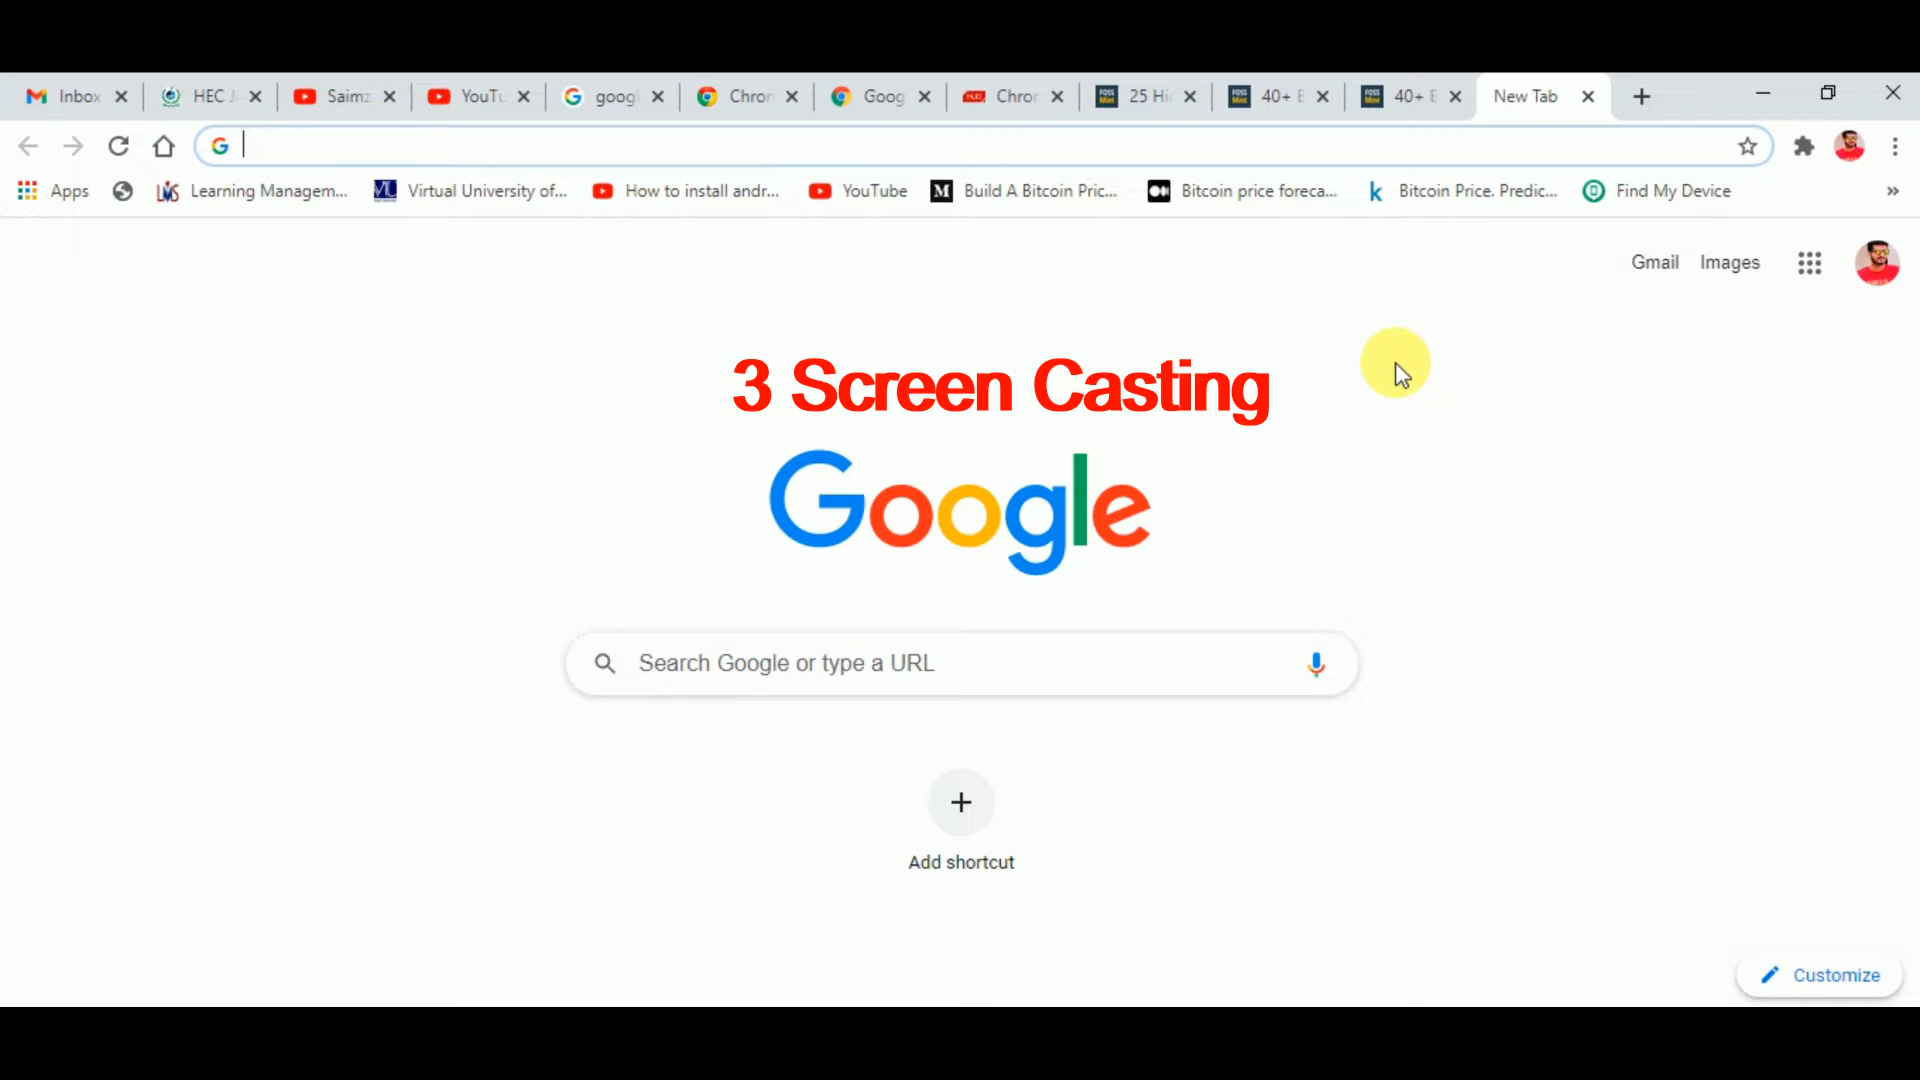 Inbox HEC J Saimz YouTu goog Chron Goog Chron 25 Hi 40+ E 40+ E New Tab
Apps Learning Managem... Virtual University of... How to install andr... YouTube Build A Bitcoin Pric... Bitcoin price foreca... Bitcoin Price. Predic... Find My Device »
Gmail Images
3 Screen Casting
Google
Search Google or type a URL
Add shortcut
Customize